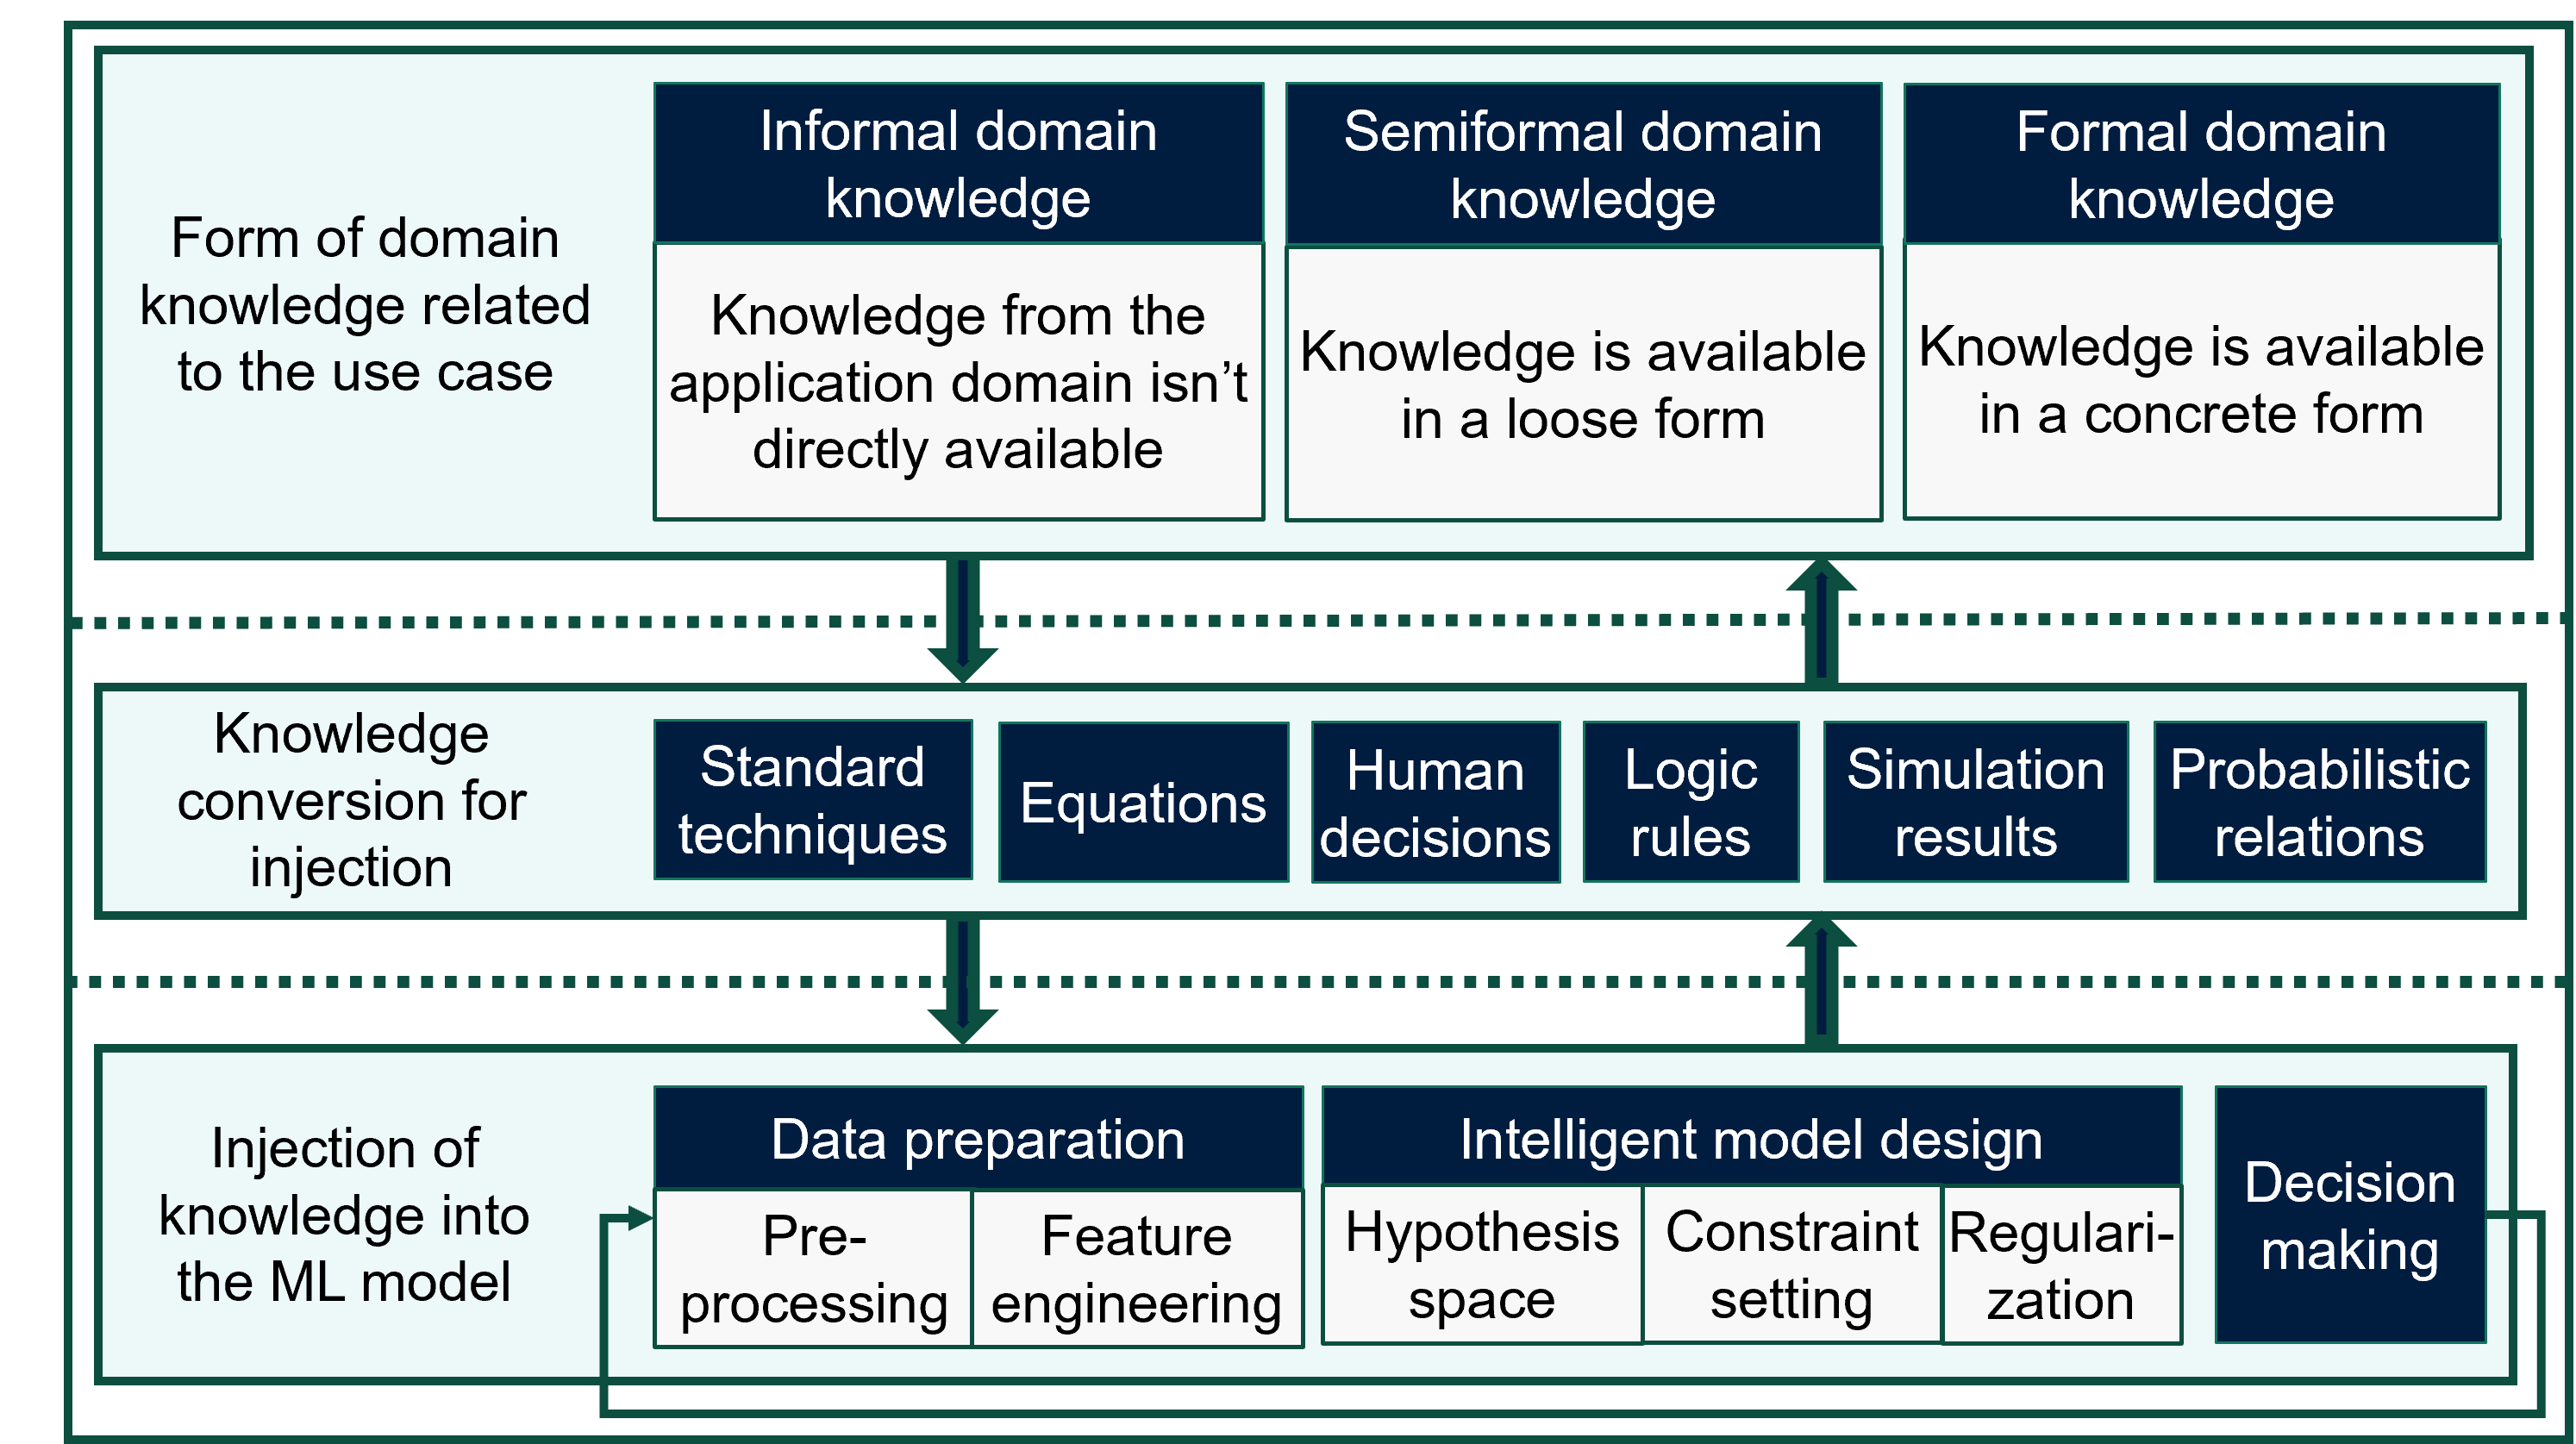 Form of domain
knowledge related
to the use case
Informal domain
knowledge
Knowledge from the
application domain isn’t
directly available
Semiformal domain
knowledge
Knowledge is available
in a loose form
Formal domain
knowledge
Knowledge is available
in a concrete form
Knowledge
conversion for
injection
Standard
techniques
Equations
Human
decisions
Logic
rules
Simulation
results
Probabilistic
relations
Injection of
knowledge into
the ML model
Data preparation
Pre-
processing
Feature
engineering
Intelligent model design
Hypothesis
space
Constraint
setting
Regulari-
zation
Decision
making